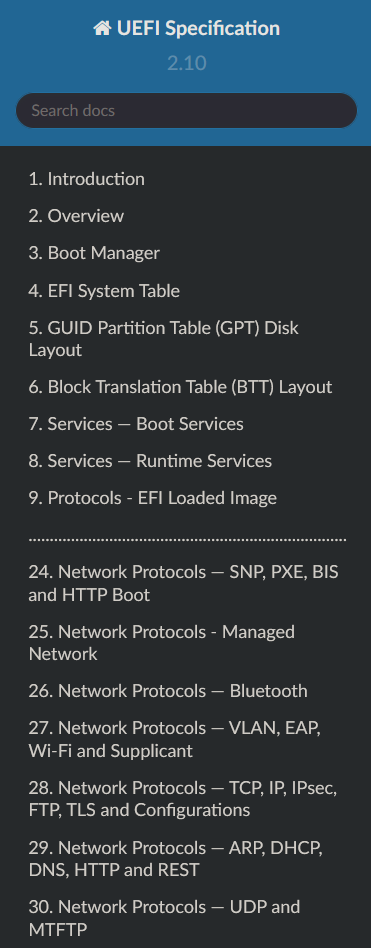 UEFI Specification
2.10
Search docs
1. Introduction
2. Overview
3. Boot Manager
4. EFI System Table
5. GUID Partition Table (GPT) Disk
Layout
6. Block Translation Table (BTT) Layout
7. Services — Boot Services
8. Services — Runtime Services
9. Protocols - EFI Loaded Image
...........................................................................
24. Network Protocols — SNP, PXE, BIS
and HTTP Boot
25. Network Protocols - Managed
Network
26. Network Protocols — Bluetooth
27. Network Protocols — VLAN, EAP,
Wi-Fi and Supplicant
28. Network Protocols — TCP, IP, IPsec,
FTP, TLS and Configurations
29. Network Protocols — ARP, DHCP,
DNS, HTTP and REST
30. Network Protocols — UDP and
MTFTP